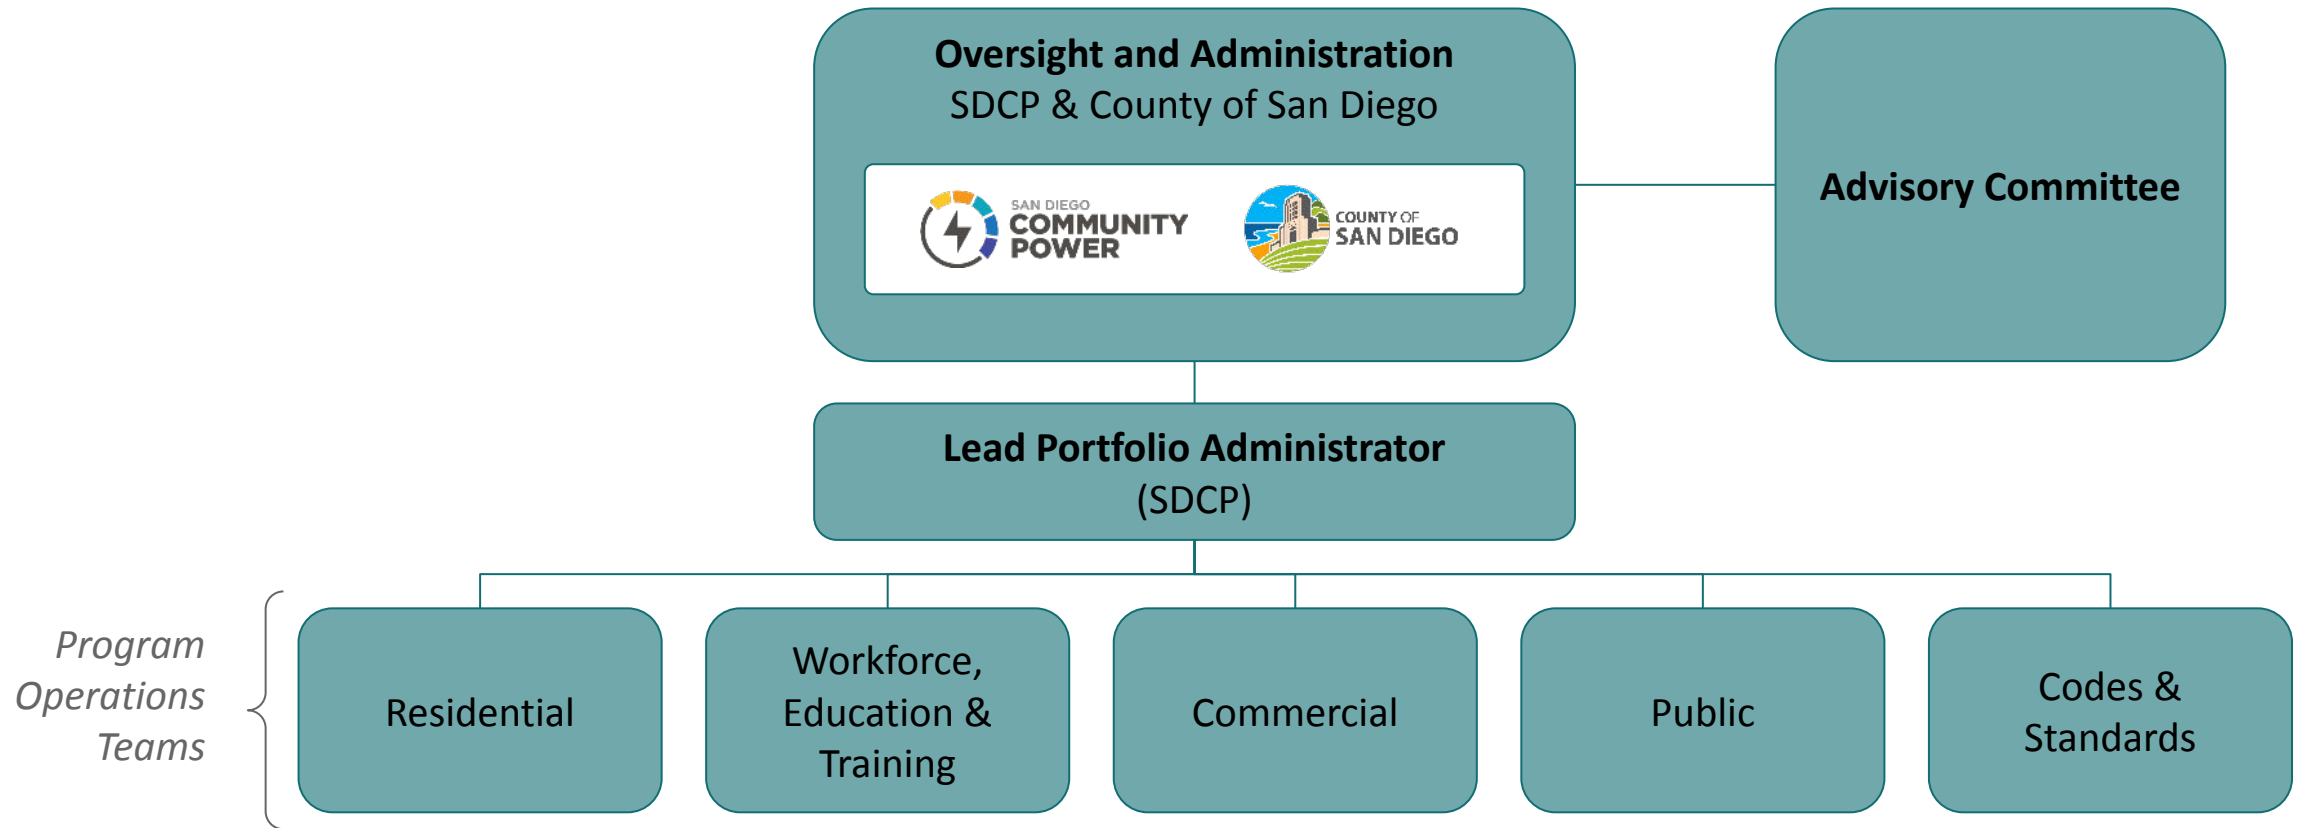 Oversight and Administration
SDCP & County of San Diego
SAN DIEGO
COMMUNITY
POWER
COUNTY OF
SAN DIEGO
Advisory Committee
Lead Portfolio Administrator
(SDCP)
Program
Operations
Teams
Residential
Workforce,
Education &
Training
Commercial
Public
Codes &
Standards